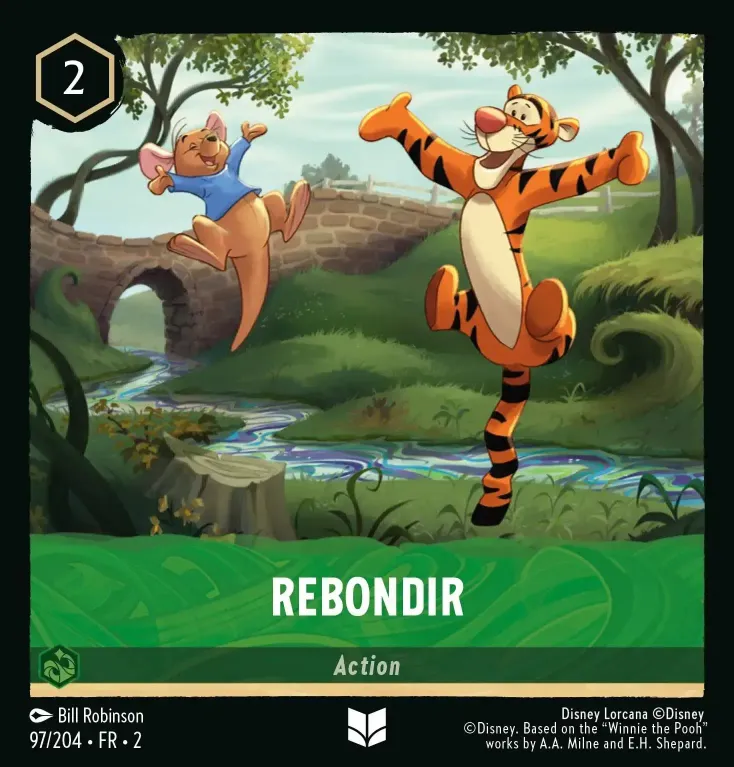 2
REBONDIR
Action
Bill Robinson
97/204 • FR • 2
Disney Lorcana ©Disney
©Disney. Based on the “Winnie the Pooh”
works by A.A. Milne and E.H. Shepard.